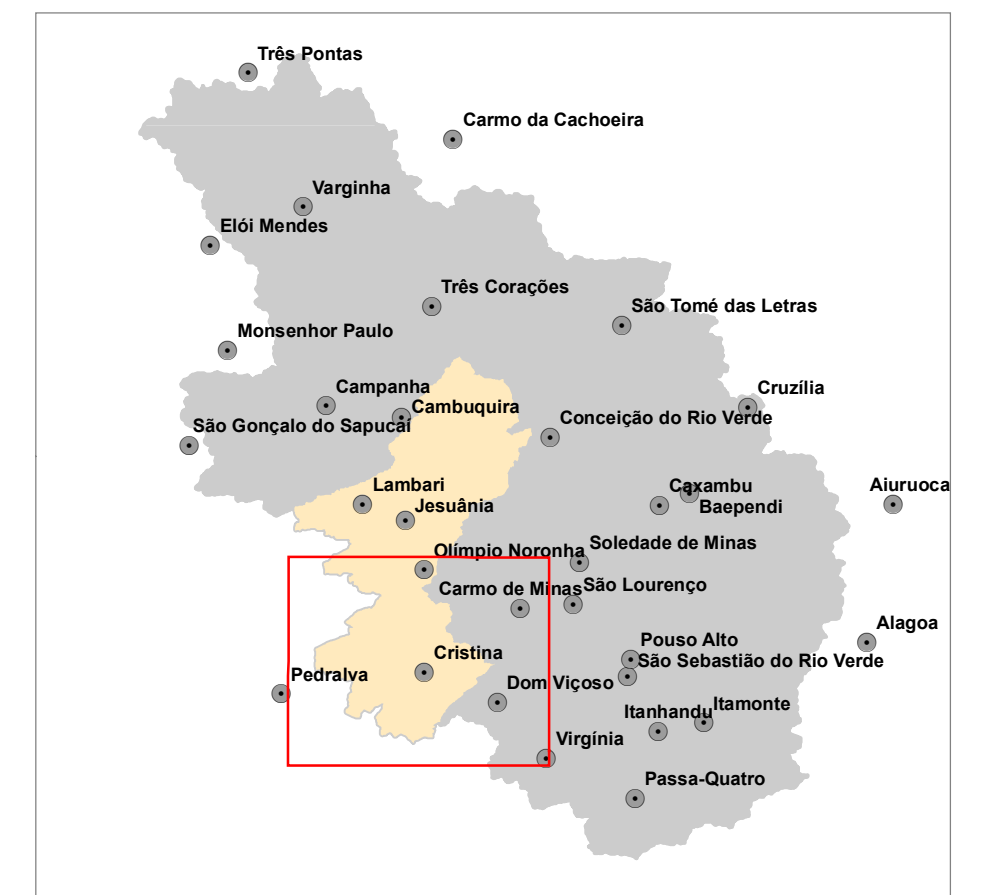 Três Pontas
Carmo da Cachoeira
Varginha
Elói Mendes
Três Corações
São Tomé das Letras
Monsenhor Paulo
Campanha
Cruzília
Cambuquira
Conceição do Rio Verde
São Gonçalo do Sapucaí
Lambari
Caxambu
Aiuruoca
Jesuânia
Baependi
Olímpio Noronha
Soledade de Minas
Carmo de Minas
São Lourenço
Alagoa
Pouso Alto
Cristina
São Sebastião do Rio Verde
Pedralva
Dom Viçoso
Itanhandu
Itamonte
Virgínia
Passa-Quatro